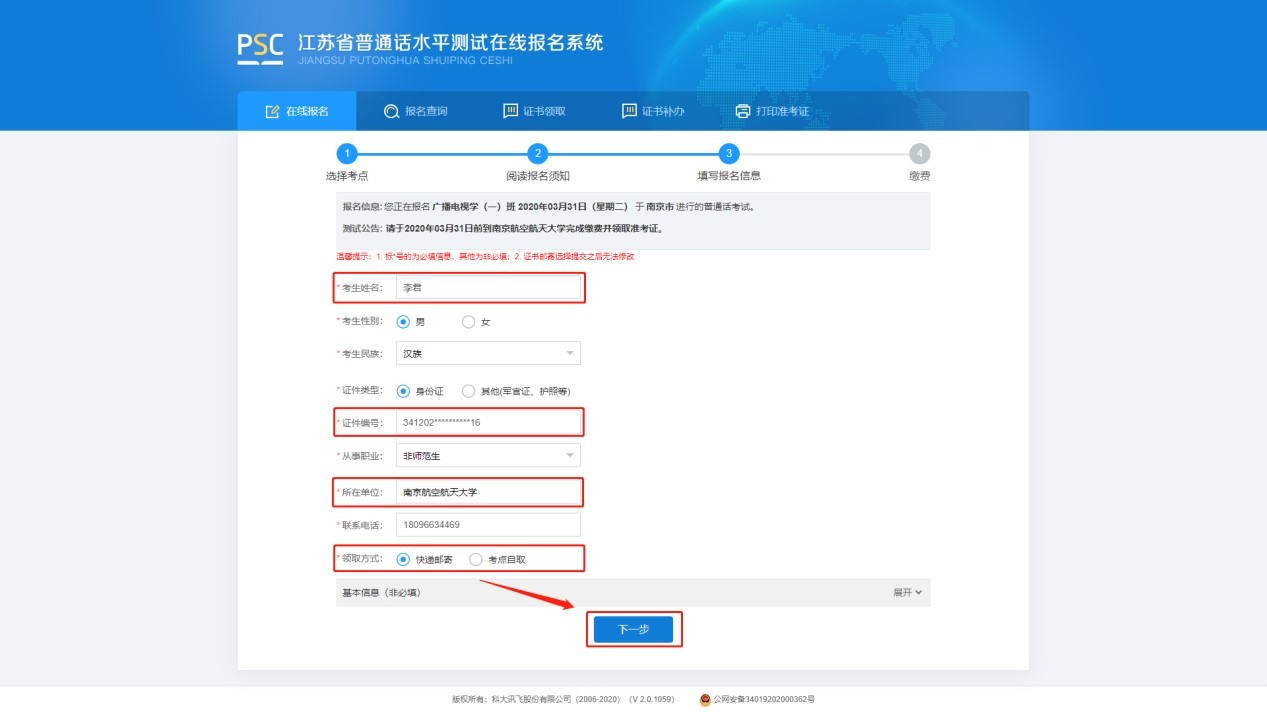 PSC 江苏省普通话水平测试在线报名系统
JIANGSU PUTONGHUA SHUIPING CESHI
在线报名 报名查询 证书领取 证书补办 打印准考证
1 2 3 4
选择考点 阅读报名须知 填写报名信息 缴费
报名信息: 您正在报名 广播电视学（一）班 2020年03月31日（星期二） 于 南京市 进行的普通话考试。
测试公告: 请于2020年03月31日前到南京航空航天大学完成缴费并领取准考证。
温馨提示：1. 标*号的为必填信息，其他为非必填；2. 证书邮寄选择提交之后无法修改
*考生姓名： 李君
*考生性别： 男 女
*考生民族： 汉族
*证件类型： 身份证 其他(军官证、护照等)
*证件编号： 341202**********16
*从事职业： 非师范生
*所在单位： 南京航空航天大学
*联系电话： 18096634469
*领取方式： 快递邮寄 考点自取
基本信息（非必填） 展开
下一步
版权所有：科大讯飞股份有限公司（2006-2020）（V 2.0.1059） 公网安备34019202000362号